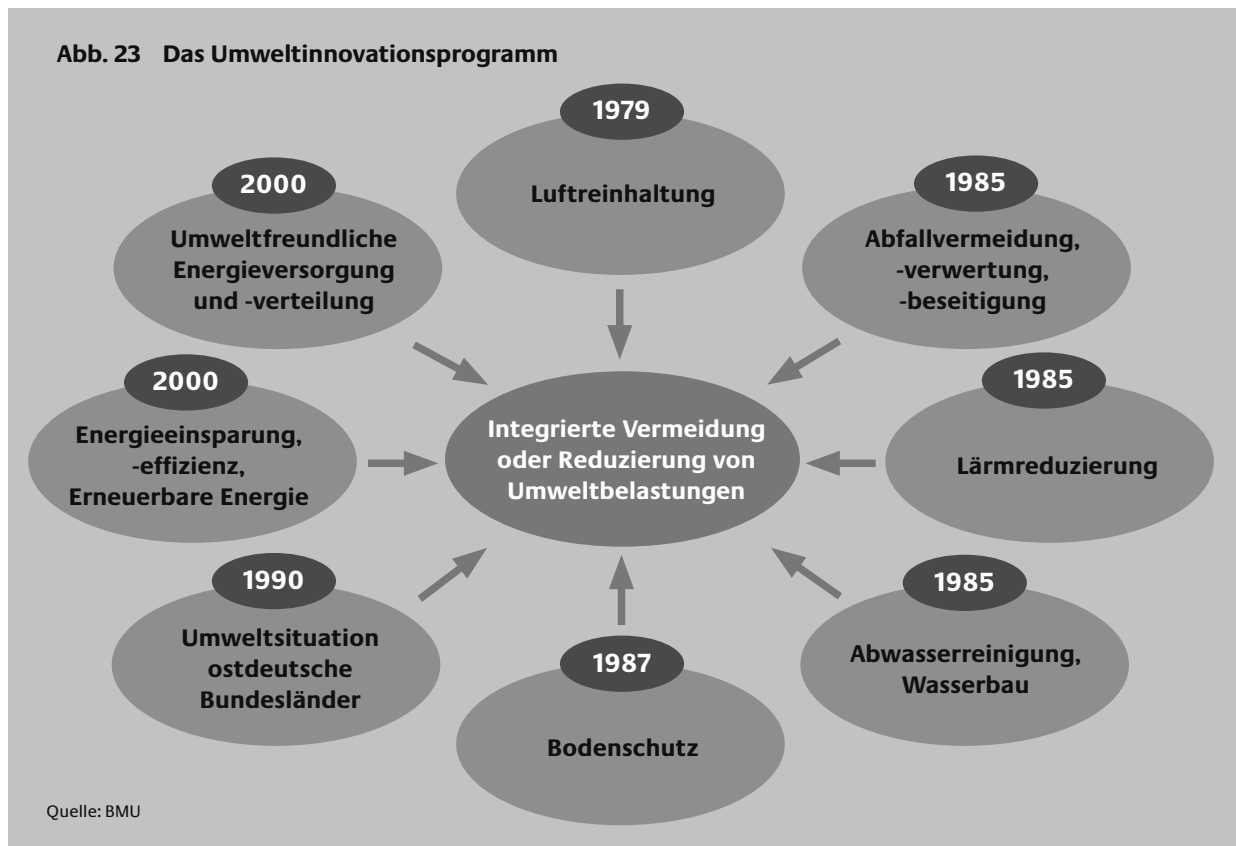 Abb. 23 Das Umweltinnovationsprogramm
1979
Luftreinhaltung
1985
Abfallvermeidung,
-verwertung,
-beseitigung
1985
Lärmreduzierung
1985
Abwasserreinigung,
Wasserbau
1987
Bodenschutz
1990
Umweltsituation
ostdeutsche
Bundesländer
2000
Energieeinsparung,
-effizienz,
Erneuerbare Energie
2000
Umweltfreundliche
Energieversorgung
und -verteilung
Integrierte Vermeidung
oder Reduzierung von
Umweltbelastungen
Quelle: BMU